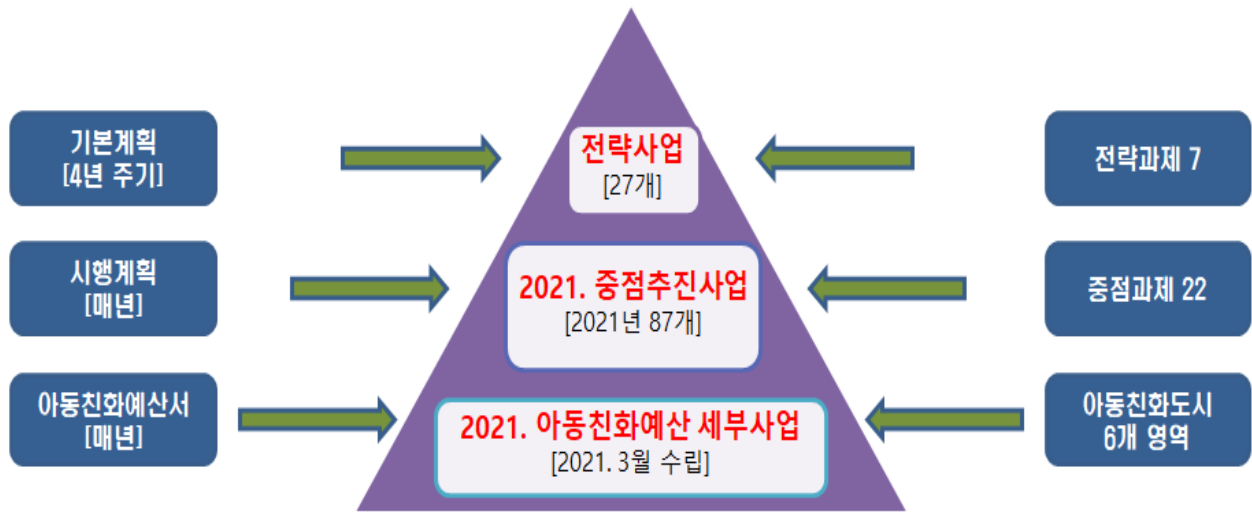 기본계획
[4년 주기]
전략사업
[27개]
전략과제 7
시행계획
[매년]
2021. 중점추진사업
[2021년 87개]
중점과제 22
아동친화예산서
[매년]
2021. 아동친화예산 세부사업
[2021. 3월 수립]
아동친화도시
6개 영역